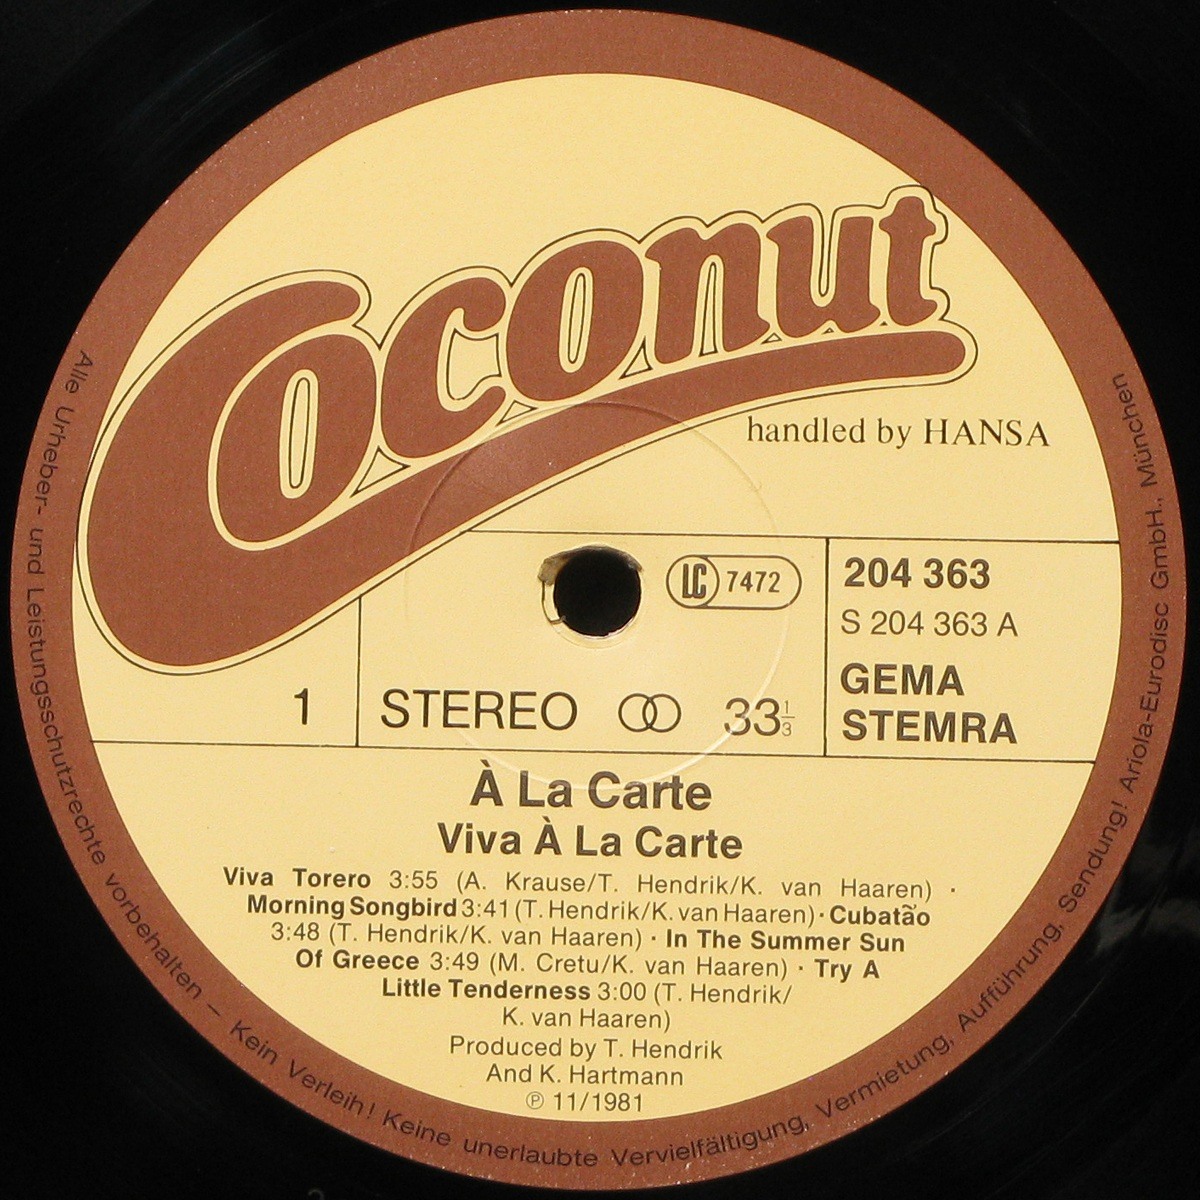 Coconut
handled by HANSA
LC 7472
204 363
S 204 363 A
GEMA
STEMRA
1
STEREO
33 1/3
À La Carte
Viva À La Carte
Viva Torero 3:55 (A. Krause/T. Hendrik/K. van Haaren) ·
Morning Songbird 3:41 (T. Hendrik/K. van Haaren) · Cubatão
3:48 (T. Hendrik/K. van Haaren) · In The Summer Sun
Of Greece 3:49 (M. Cretu/K. van Haaren) · Try A
Little Tenderness 3:00 (T. Hendrik/
K. van Haaren)
Produced by T. Hendrik
And K. Hartmann
℗ 11/1981
Alle Urheber- und Leistungsschutzrechte vorbehalten – Kein Verleih! Keine unerlaubte Vervielfältigung, Vermietung, Aufführung, Sendung! Ariola-Eurodisc GmbH., München